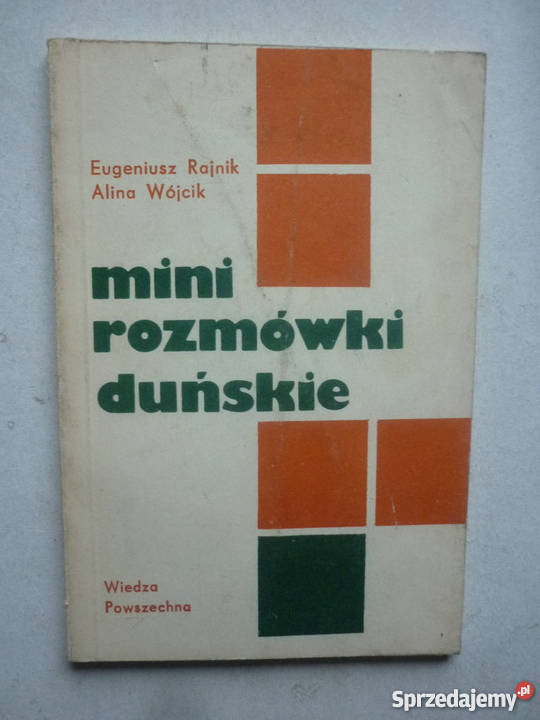 Eugeniusz Rajnik
Alina Wójcik
mini
rozmówki
duńskie
Wiedza
Powszechna
Sprzedajemy.pl